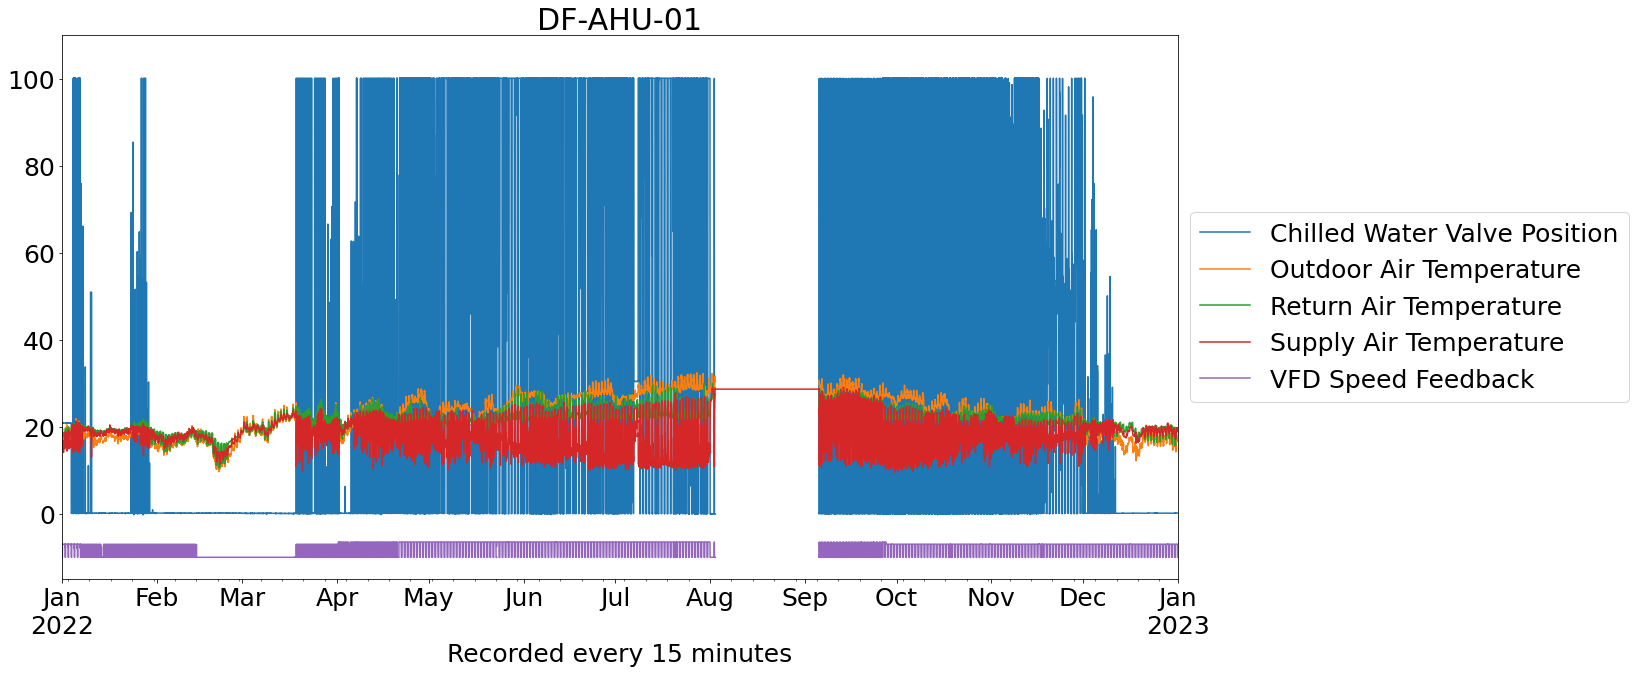 DF-AHU-01
100
80
60
40
20
0
Jan Feb Mar Apr May Jun Jul Aug Sep Oct Nov Dec Jan
2022 2023
Recorded every 15 minutes
Chilled Water Valve Position
Outdoor Air Temperature
Return Air Temperature
Supply Air Temperature
VFD Speed Feedback